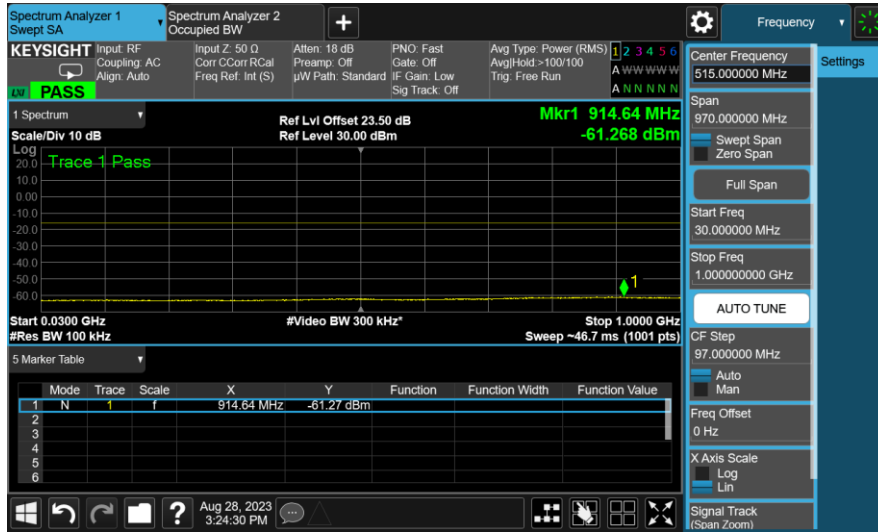 Spectrum Analyzer 1
Swept SA
Spectrum Analyzer 2
Occupied BW
+
Frequency
KEYSIGHT
Input: RF
Coupling: AC
Align: Auto
Input Z: 50 Ω
Corr CCorr RCal
Freq Ref: Int (S)
Atten: 18 dB
Preamp: Off
µW Path: Standard
PNO: Fast
Gate: Off
IF Gain: Low
Sig Track: Off
Avg Type: Power (RMS)
Avg|Hold:>100/100
Trig: Free Run
1 2 3 4 5 6
A W W W W W
A N N N N N
LXI PASS
1 Spectrum
Scale/Div 10 dB
Ref Lvl Offset 23.50 dB
Ref Level 30.00 dBm
Mkr1 914.64 MHz
-61.268 dBm
Log
Trace 1 Pass
20.0
10.0
0.00
-10.0
-20.0
-30.0
-40.0
-50.0
-60.0
1
Start 0.0300 GHz
#Res BW 100 kHz
#Video BW 300 kHz*
Stop 1.0000 GHz
Sweep ~46.7 ms (1001 pts)
5 Marker Table
Mode Trace Scale X Y Function Function Width Function Value
1 N 1 f 914.64 MHz -61.27 dBm
2
3
4
5
6
?
Aug 28, 2023
3:24:30 PM
Center Frequency
515.000000 MHz
Settings
Span
970.000000 MHz
Swept Span
Zero Span
Full Span
Start Freq
30.000000 MHz
Stop Freq
1.000000000 GHz
AUTO TUNE
CF Step
97.000000 MHz
Auto
Man
Freq Offset
0 Hz
X Axis Scale
Log
Lin
Signal Track
(Span Zoom)